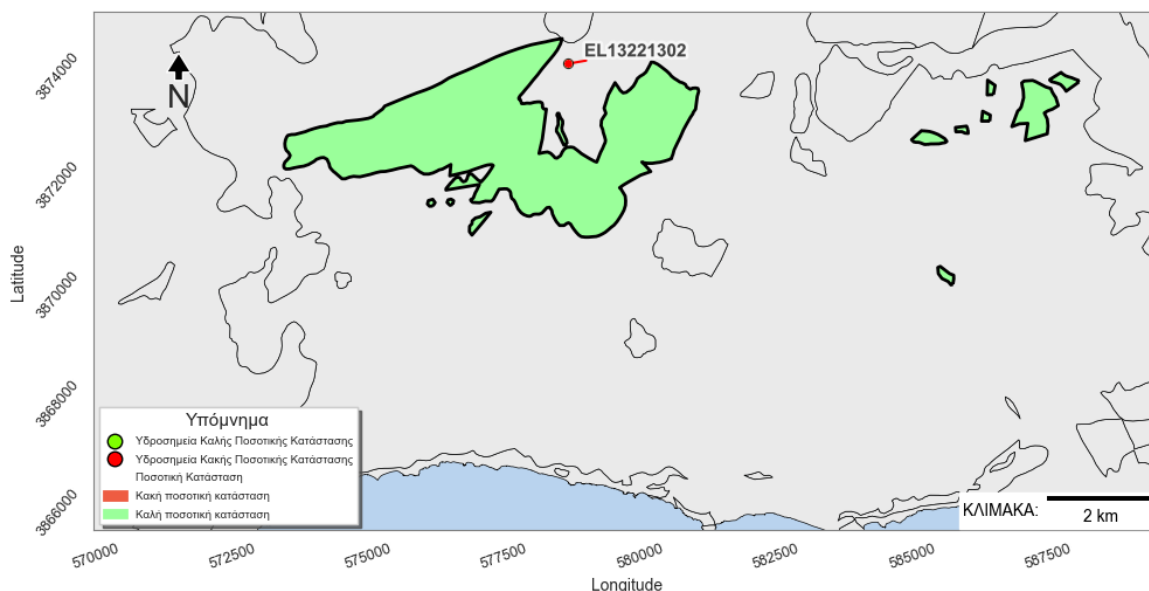 EL13221302
N
3874000
3872000
3870000
3868000
3866000
Latitude
Υπόμνημα
Υδροσημεία Καλής Ποσοτικής Κατάστασης
Υδροσημεία Κακής Ποσοτικής Κατάστασης
Ποσοτική Κατάσταση
Κακή ποσοτική κατάσταση
Καλή ποσοτική κατάσταση
ΚΛΙΜΑΚΑ:
2 km
570000
572500
575000
577500
580000
582500
585000
587500
Longitude